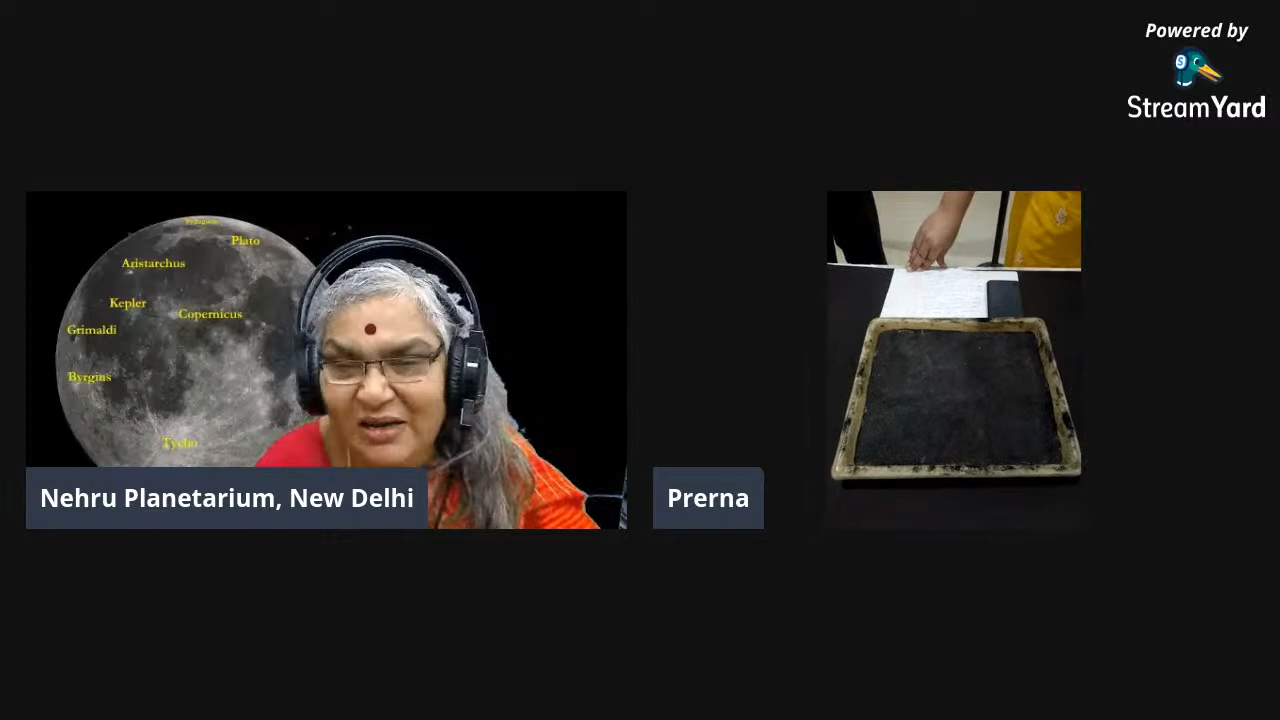 Powered by
StreamYard
Plato
Aristarchus
Kepler
Copernicus
Grimaldi
Byrgius
Tycho
Nehru Planetarium, New Delhi
Prerna